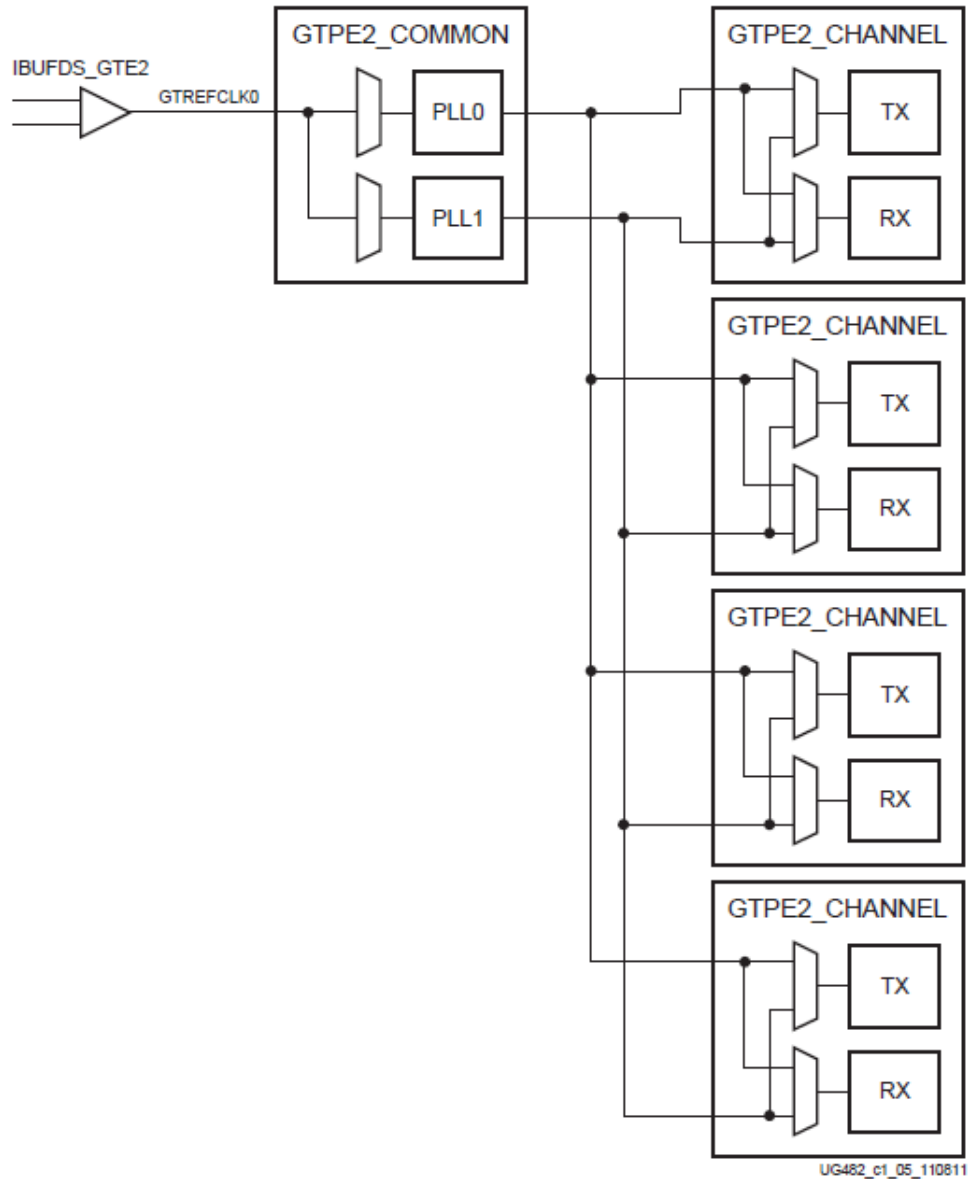 GTPE2_COMMON
GTPE2_CHANNEL
IBUFDS_GTE2
GTREFCLK0
PLL0
TX
PLL1
RX
GTPE2_CHANNEL
TX
RX
GTPE2_CHANNEL
TX
RX
GTPE2_CHANNEL
TX
RX
UG482_c1_05_110811